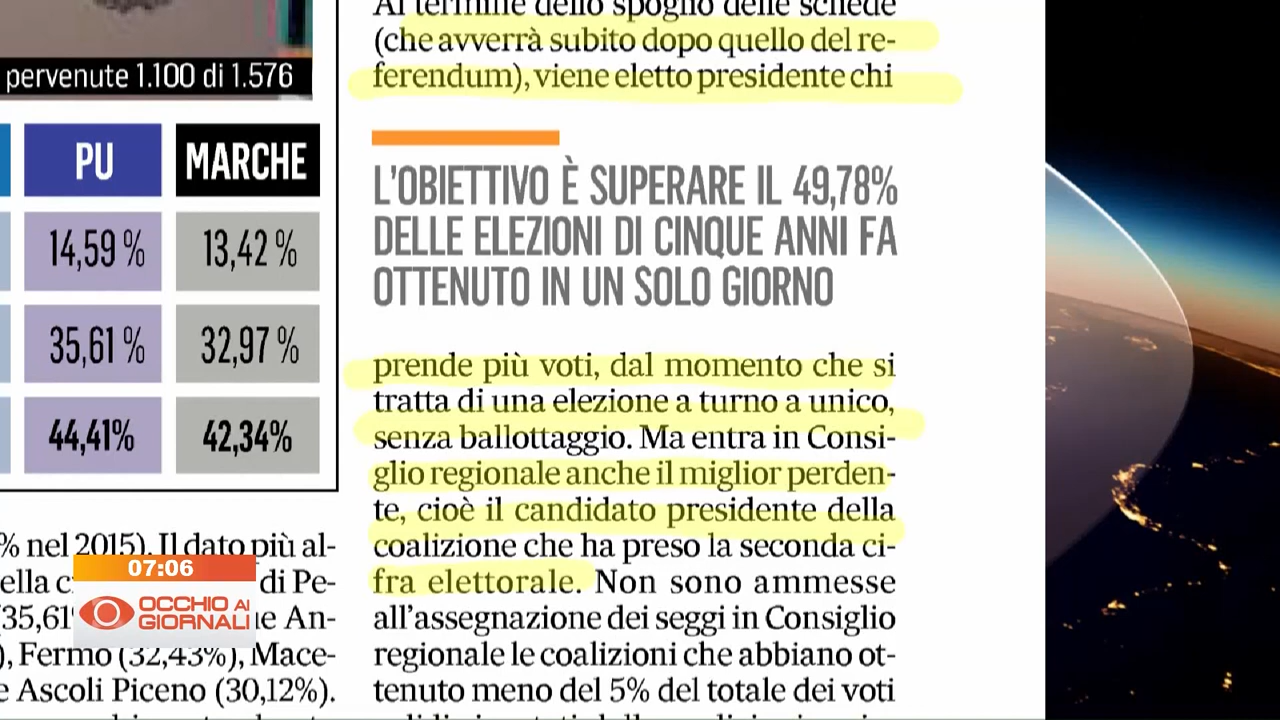 pervenute 1.100 di 1.576
PU MARCHE
14,59 % 13,42 %
35,61 % 32,97 %
44,41% 42,34%
% nel 2015). Il dato più al-
di Pe-
An-
Fermo (32,43%), Mace-
e Ascoli Piceno (30,12%).
07:06
OCCHIO AI
GIORNALI
Al termine dello spoglio delle schede
(che avverrà subito dopo quello del re-
ferendum), viene eletto presidente chi
L'OBIETTIVO È SUPERARE IL 49,78%
DELLE ELEZIONI DI CINQUE ANNI FA
OTTENUTO IN UN SOLO GIORNO
prende più voti, dal momento che si
tratta di una elezione a turno a unico,
senza ballottaggio. Ma entra in Consi-
glio regionale anche il miglior perden-
te, cioè il candidato presidente della
coalizione che ha preso la seconda ci-
fra elettorale. Non sono ammesse
all'assegnazione dei seggi in Consiglio
regionale le coalizioni che abbiano ot-
tenuto meno del 5% del totale dei voti